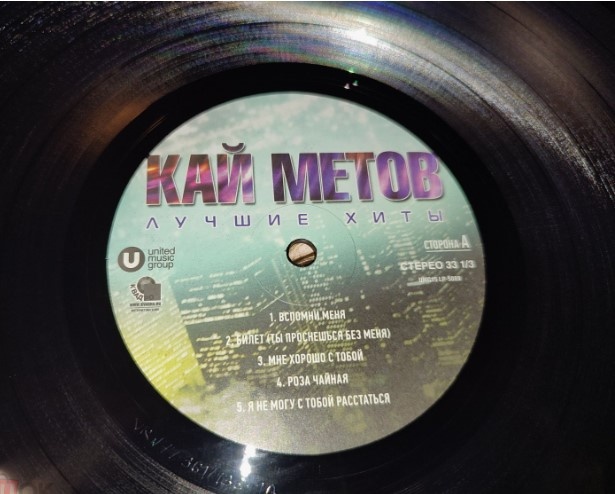 КАЙ МЕТОВ
ЛУЧШИЕ ХИТЫ
U
united
music
group
КВАД
СТОРОНА A
СТЕРЕО 33 1/3
1. ВСПОМНИ МЕНЯ
2. БИЛЕТ (ТЫ ПРОСНЕШЬСЯ БЕЗ МЕНЯ)
3. МНЕ ХОРОШО С ТОБОЙ
4. РОЗА ЧАЙНАЯ
5. Я НЕ МОГУ С ТОБОЙ РАССТАТЬСЯ